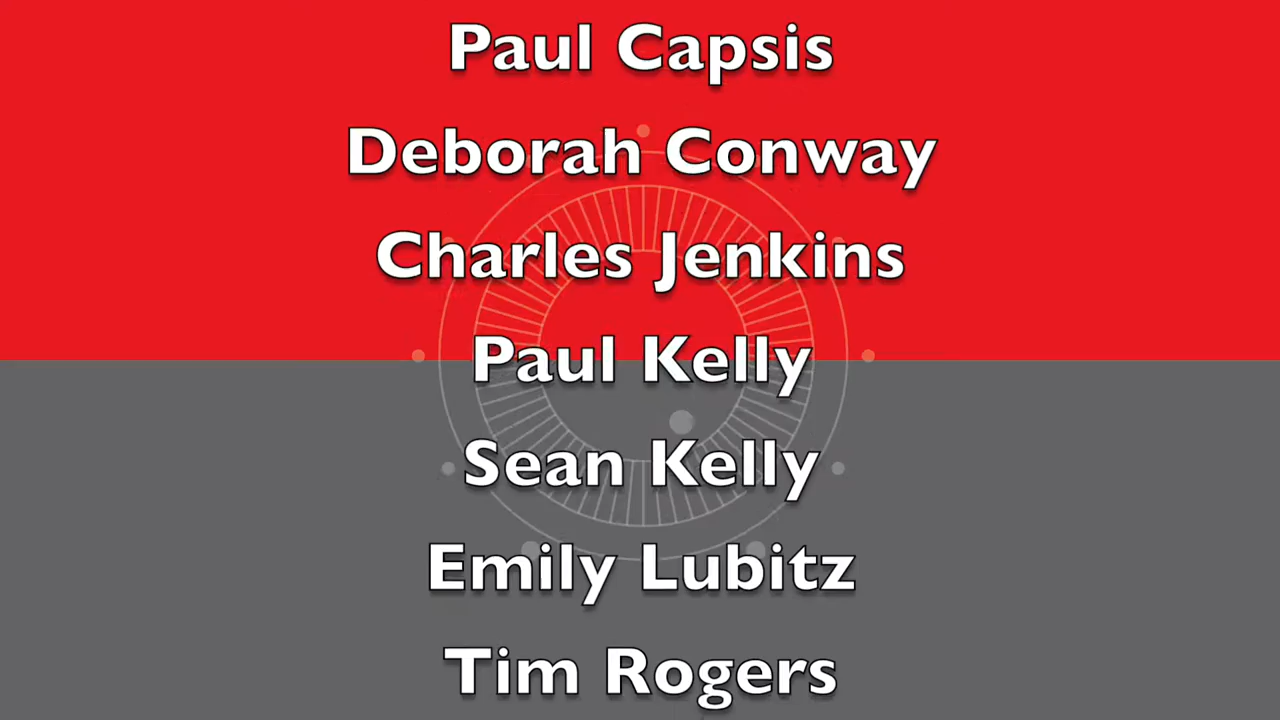 Paul Capsis
Deborah Conway
Charles Jenkins
Paul Kelly
Sean Kelly
Emily Lubitz
Tim Rogers